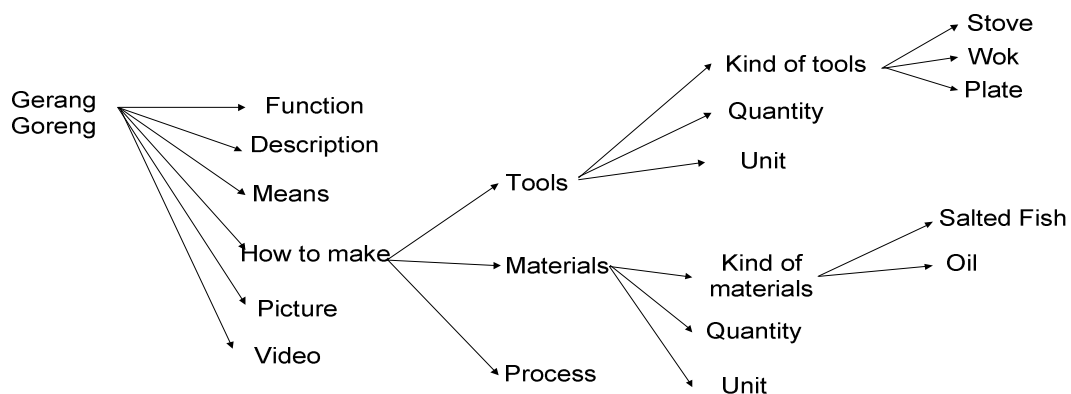 Gerang
Goreng
Function
Description
Means
How to make
Picture
Video
Tools
Materials
Process
Kind of tools
Quantity
Unit
Kind of
materials
Quantity
Unit
Stove
Wok
Plate
Salted Fish
Oil